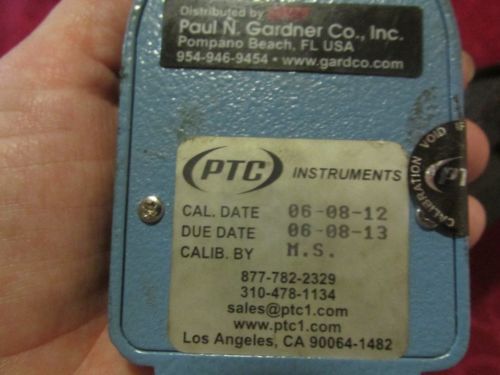 Distributed by
Paul N. Gardner Co., Inc.
Pompano Beach, FL USA
954-946-9454 • www.gardco.com
PTC INSTRUMENTS
CAL. DATE 06-08-12
DUE DATE 06-08-13
CALIB. BY M.S.
877-782-2329
310-478-1134
sales@ptc1.com
www.ptc1.com
Los Angeles, CA 90064-1482
CALIBRATION VOID IF
PTC